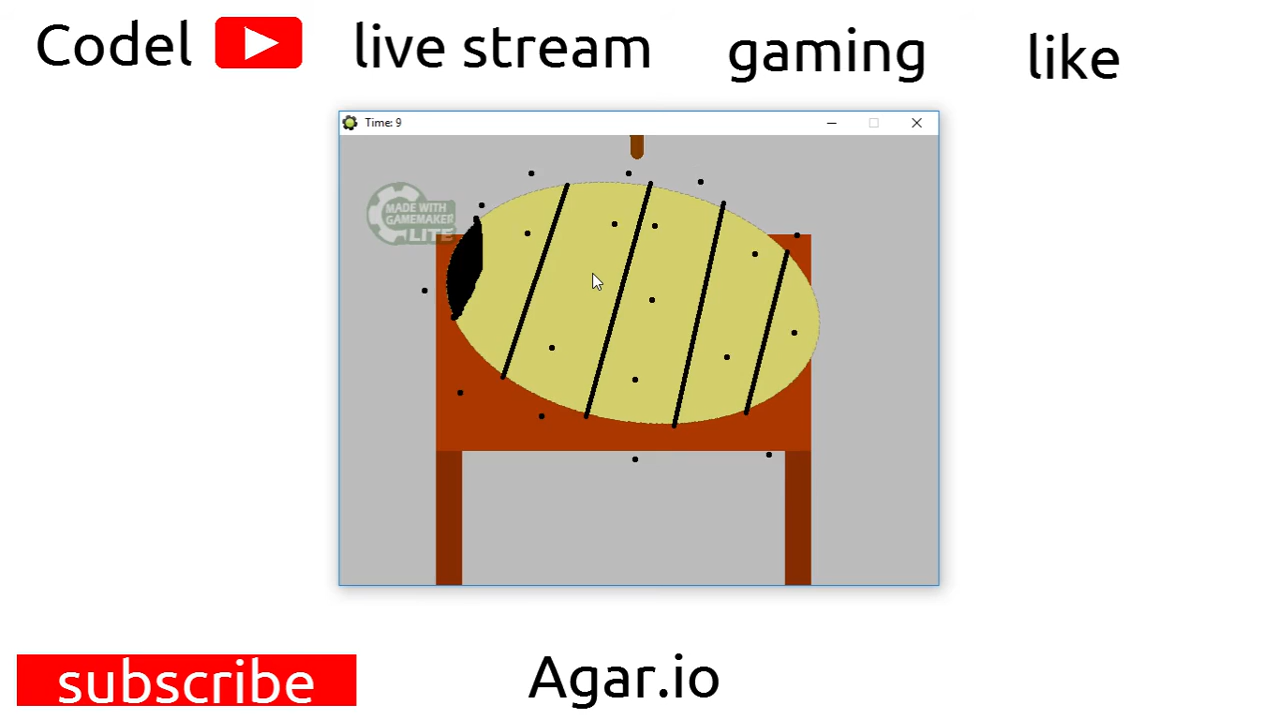 Codel
live stream
gaming
like
Time: 9
MADE WITH
GAMEMAKER
LITE
subscribe
Agar.io